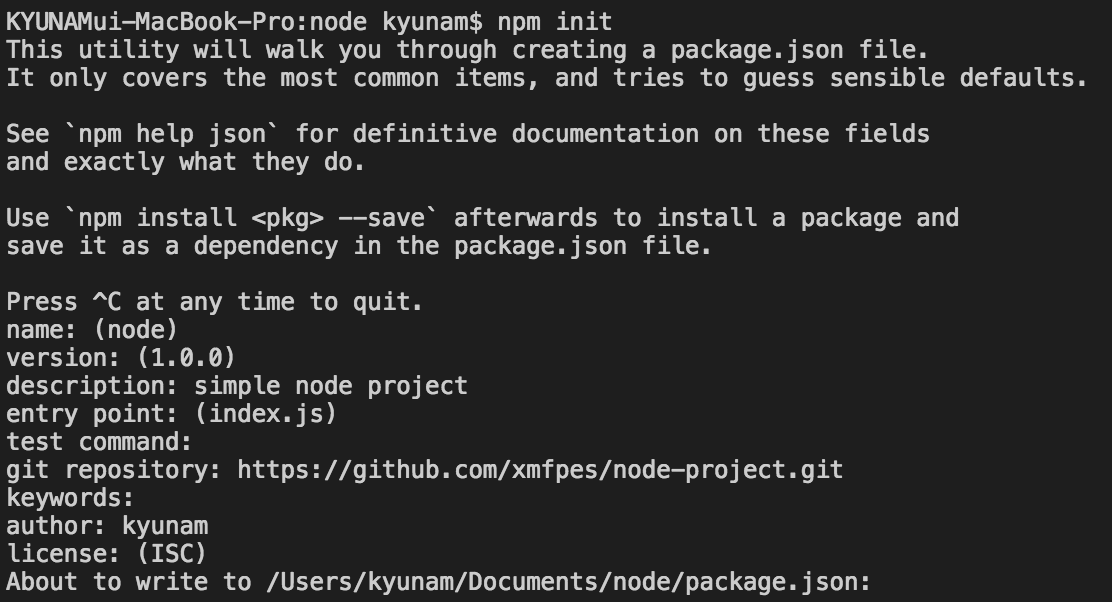 KYUNAMui-MacBook-Pro:node kyunam$ npm init
This utility will walk you through creating a package.json file.
It only covers the most common items, and tries to guess sensible defaults.
See `npm help json` for definitive documentation on these fields
and exactly what they do.
Use `npm install <pkg> --save` afterwards to install a package and
save it as a dependency in the package.json file.
Press ^C at any time to quit.
name: (node)
version: (1.0.0)
description: simple node project
entry point: (index.js)
test command:
git repository: https://github.com/xmfpes/node-project.git
keywords:
author: kyunam
license: (ISC)
About to write to /Users/kyunam/Documents/node/package.json: